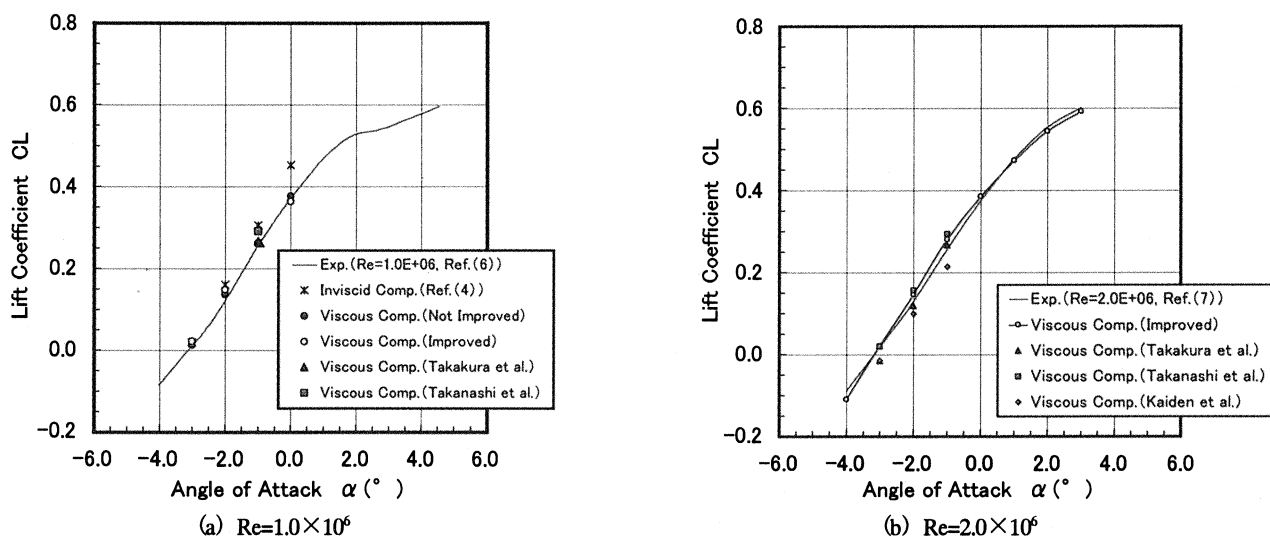 0.8
0.6
0.4
0.2
0.0
-0.2
Lift Coefficient CL
-6.0 -4.0 -2.0 0.0 2.0 4.0 6.0
Angle of Attack α(°)
Exp.(Re=1.0E+06, Ref.(6))
Inviscid Comp.(Ref.(4))
Viscous Comp.(Not Improved)
Viscous Comp.(Improved)
Viscous Comp.(Takakura et al.)
Viscous Comp.(Takanashi et al.)
(a) Re=1.0×10⁶
0.8
0.6
0.4
0.2
0.0
-0.2
Lift Coefficient CL
-6.0 -4.0 -2.0 0.0 2.0 4.0 6.0
Angle of Attack α(°)
Exp.(Re=2.0E+06, Ref.(7))
Viscous Comp.(Improved)
Viscous Comp.(Takakura et al.)
Viscous Comp.(Takanashi et al.)
Viscous Comp.(Kaiden et al.)
(b) Re=2.0×10⁶